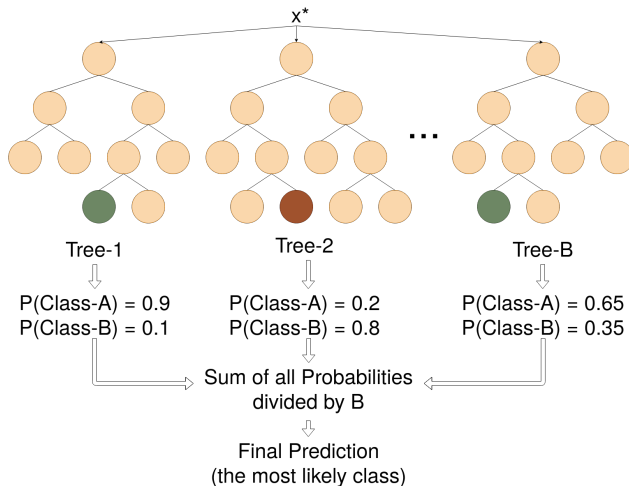 x*
...
Tree-1
Tree-2
Tree-B
P(Class-A) = 0.9
P(Class-B) = 0.1
P(Class-A) = 0.2
P(Class-B) = 0.8
P(Class-A) = 0.65
P(Class-B) = 0.35
Sum of all Probabilities
divided by B
Final Prediction
(the most likely class)